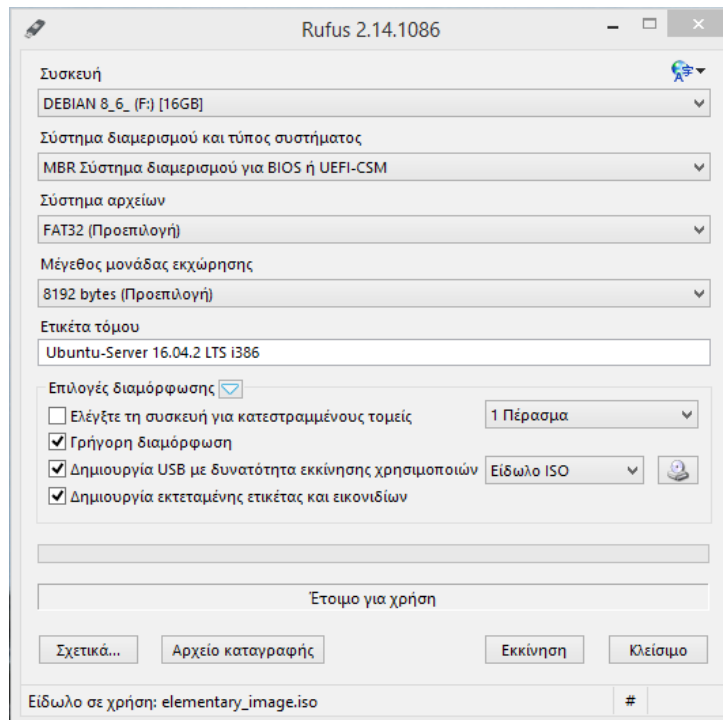 Rufus 2.14.1086
Συσκευή
DEBIAN 8_6_ (F:) [16GB]
Σύστημα διαμερισμού και τύπος συστήματος
MBR Σύστημα διαμερισμού για BIOS ή UEFI-CSM
Σύστημα αρχείων
FAT32 (Προεπιλογή)
Μέγεθος μονάδας εκχώρησης
8192 bytes (Προεπιλογή)
Ετικέτα τόμου
Ubuntu-Server 16.04.2 LTS i386
Επιλογές διαμόρφωσης
Ελέγξτε τη συσκευή για κατεστραμμένους τομείς 1 Πέρασμα
Γρήγορη διαμόρφωση
Δημιουργία USB με δυνατότητα εκκίνησης χρησιμοποιών Είδωλο ISO
Δημιουργία εκτεταμένης ετικέτας και εικονιδίων
Έτοιμο για χρήση
Σχετικά... Αρχείο καταγραφής Εκκίνηση Κλείσιμο
Είδωλο σε χρήση: elementary_image.iso #